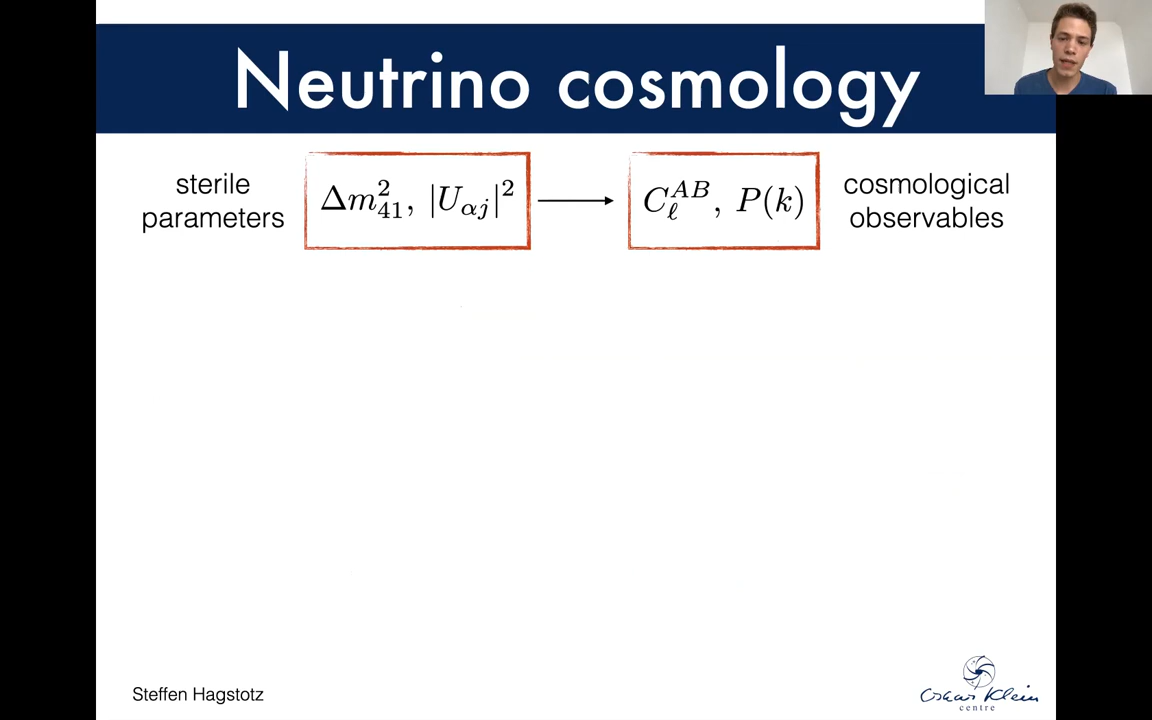 Neutrino cosmology
sterile
parameters
Δm²₄₁, |U_αj|²
C_ℓ^AB, P(k)
cosmological
observables
Steffen Hagstotz
Oskar Klein
centre